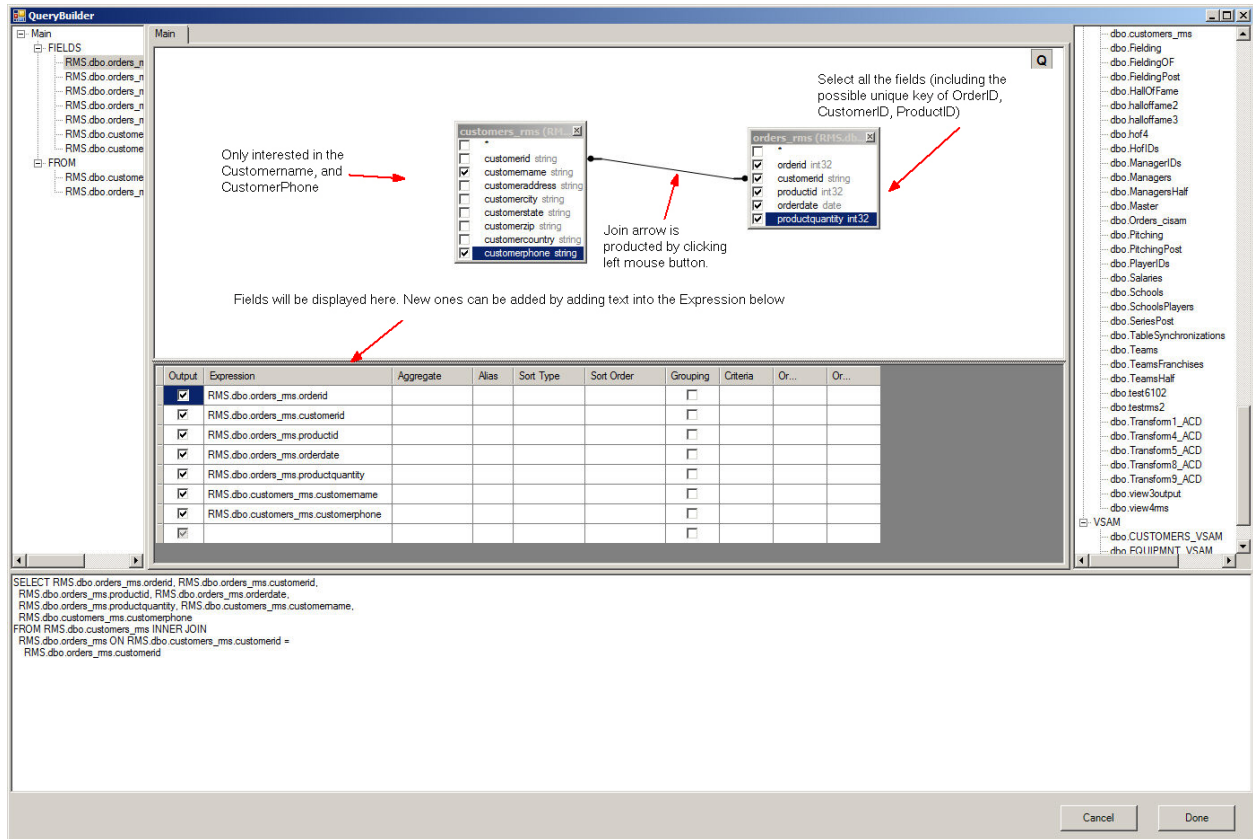 QueryBuilder
Main
FIELDS
RMS.dbo.orders_r
RMS.dbo.orders_r
RMS.dbo.orders_r
RMS.dbo.orders_r
RMS.dbo.orders_r
RMS.dbo.custome
RMS.dbo.custome
FROM
RMS.dbo.custome
RMS.dbo.orders_r
Main
Q
Only interested in the
Customername, and
CustomerPhone
customers_rms (RM...
*
customerid string
customername string
customeraddress string
customercity string
customerstate string
customerzip string
customercountry string
customerphone string
Join arrow is
producted by clicking
left mouse button.
Select all the fields (including the
possible unique key of OrderID,
CustomerID, ProductID)
orders_rms (RMS.db...
*
orderid int32
customerid string
productid int32
orderdate date
productquantity int32
Fields will be displayed here. New ones can be added by adding text into the Expression below
Output Expression Aggregate Alias Sort Type Sort Order Grouping Criteria Or... Or...
RMS.dbo.orders_rms.orderid
RMS.dbo.orders_rms.customerid
RMS.dbo.orders_rms.productid
RMS.dbo.orders_rms.orderdate
RMS.dbo.orders_rms.productquantity
RMS.dbo.customers_rms.customername
RMS.dbo.customers_rms.customerphone
dbo.customers_rms
dbo.Fielding
dbo.FieldingOF
dbo.FieldingPost
dbo.HallOfFame
dbo.halloffame2
dbo.halloffame3
dbo.hof4
dbo.HofIDs
dbo.ManagerIDs
dbo.Managers
dbo.ManagersHalf
dbo.Master
dbo.Orders_cisam
dbo.Pitching
dbo.PitchingPost
dbo.PlayerIDs
dbo.Salaries
dbo.Schools
dbo.SchoolsPlayers
dbo.SeriesPost
dbo.TableSynchronizations
dbo.Teams
dbo.TeamsFranchises
dbo.TeamsHalf
dbo.test6102
dbo.testrms2
dbo.Transform1_ACD
dbo.Transform4_ACD
dbo.Transform5_ACD
dbo.Transform8_ACD
dbo.Transform9_ACD
dbo.view3output
dbo.view4rms
VSAM
dbo.CUSTOMERS_VSAM
dbo.EQUIPMNT_VSAM
SELECT RMS.dbo.orders_rms.orderid, RMS.dbo.orders_rms.customerid,
RMS.dbo.orders_rms.productid, RMS.dbo.orders_rms.orderdate,
RMS.dbo.orders_rms.productquantity, RMS.dbo.customers_rms.customername,
RMS.dbo.customers_rms.customerphone
FROM RMS.dbo.customers_rms INNER JOIN
RMS.dbo.orders_rms ON RMS.dbo.customers_rms.customerid =
RMS.dbo.orders_rms.customerid
Cancel
Done